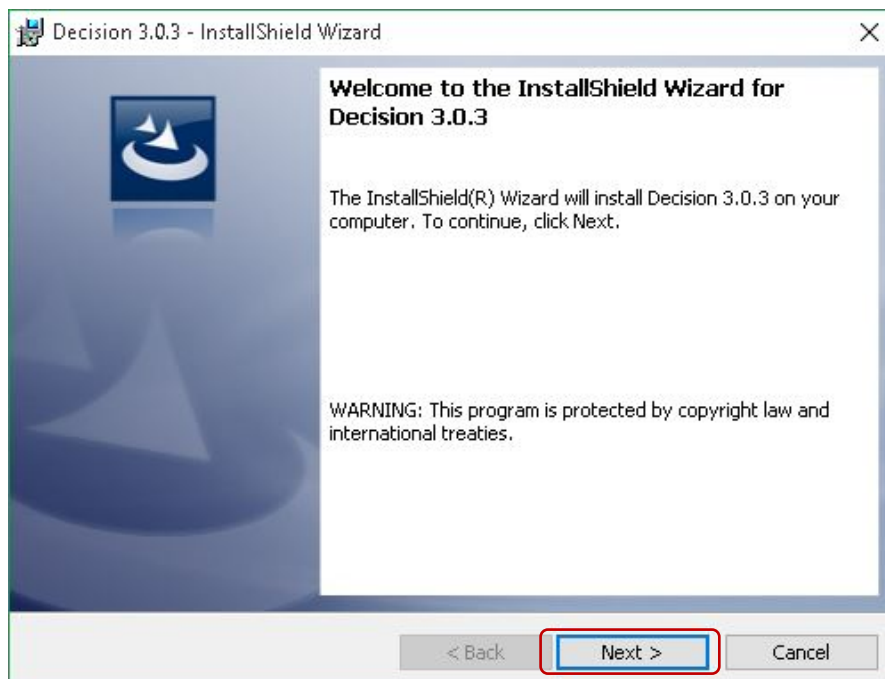 Decision 3.0.3 - InstallShield Wizard
Welcome to the InstallShield Wizard for
Decision 3.0.3
The InstallShield(R) Wizard will install Decision 3.0.3 on your
computer. To continue, click Next.
WARNING: This program is protected by copyright law and
international treaties.
< Back Next > Cancel